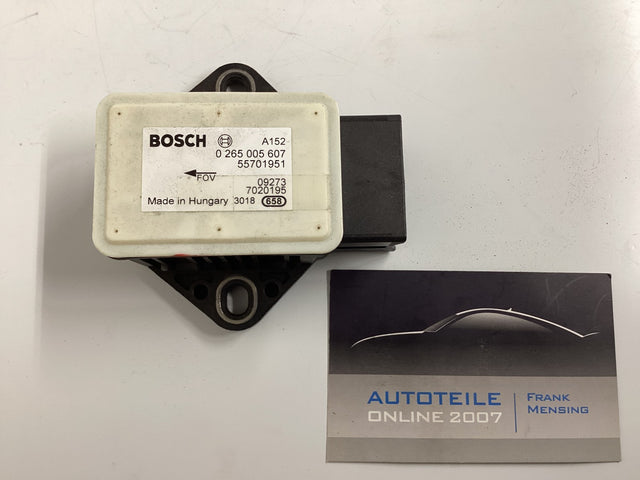 BOSCH A152
0 265 005 607
55701951
FOV
09273
7020195
Made in Hungary 3018 658
AUTOTEILE
ONLINE 2007
FRANK
MENSING